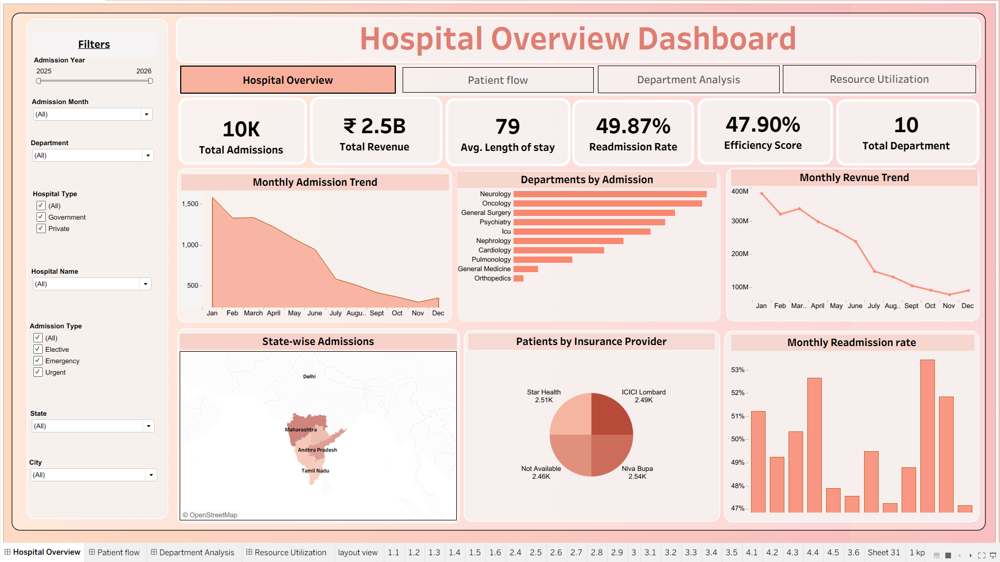 Filters
Admission Year
2025 2026
Admission Month
(All)
Department
(All)
Hospital Type
(All)
Government
Private
Hospital Name
(All)
Admission Type
(All)
Elective
Emergency
Urgent
State
(All)
City
(All)
Hospital Overview Dashboard
Hospital Overview
Patient flow
Department Analysis
Resource Utilization
10K
Total Admissions
₹ 2.5B
Total Revenue
79
Avg. Length of stay
49.87%
Readmission Rate
47.90%
Efficiency Score
10
Total Department
Monthly Admission Trend
1,500
1,000
500
Jan Feb March April May June July Augu.. Sept Oct Nov Dec
Departments by Admission
Neurology
Oncology
General Surgery
Psychiatry
Icu
Nephrology
Cardiology
Pulmonology
General Medicine
Orthopedics
Monthly Revnue Trend
400M
300M
200M
100M
Jan Feb Mar.. April May June July Aug.. Sept Oct Nov Dec
State-wise Admissions
Delhi
Maharashtra
Andhra Pradesh
Tamil Nadu
© OpenStreetMap
Patients by Insurance Provider
Star Health
2.51K
ICICI Lombard
2.49K
Not Available
2.46K
Niva Bupa
2.54K
Monthly Readmission rate
53%
52%
51%
50%
49%
48%
47%
Hospital Overview Patient flow Department Analysis Resource Utilization layout view 1.1 1.2 1.3 1.4 1.5 1.6 2.4 2.5 2.6 2.7 2.8 2.9 3 3.1 3.2 3.3 3.4 3.5 4.1 4.2 4.3 4.4 4.5 3.6 Sheet 31 1 kp